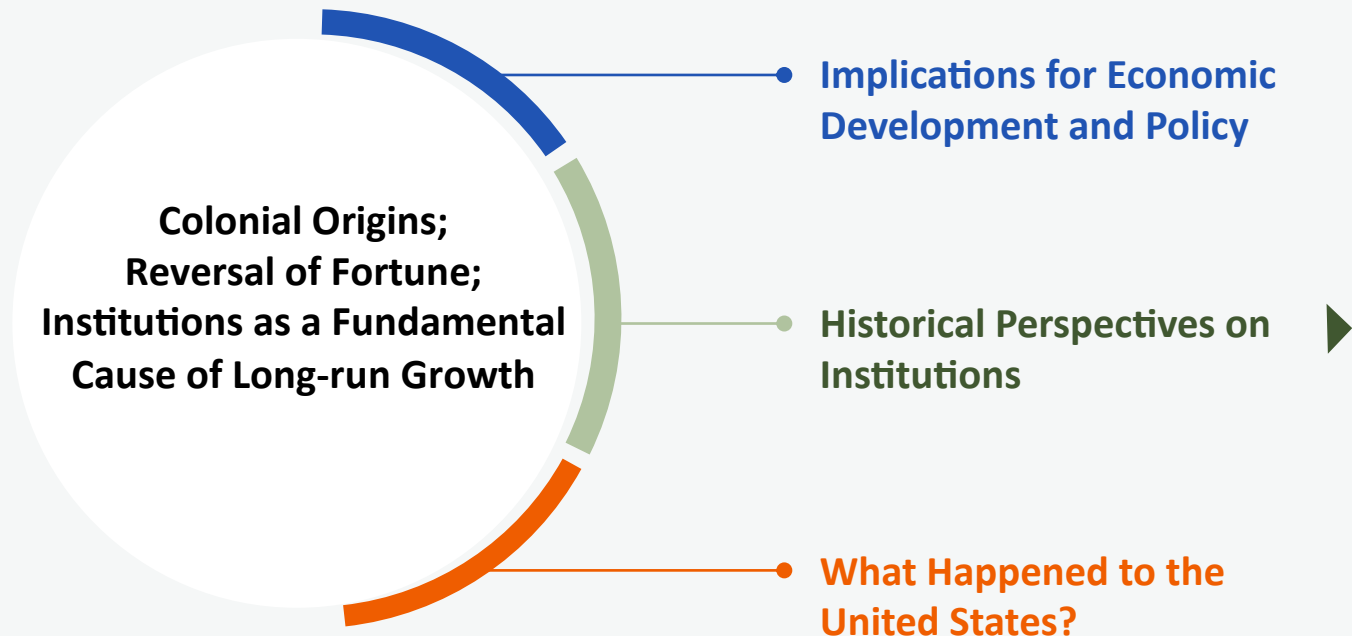 Colonial Origins;
Reversal of Fortune;
Institutions as a Fundamental
Cause of Long-run Growth
Implications for Economic
Development and Policy
Historical Perspectives on
Institutions
What Happened to the
United States?